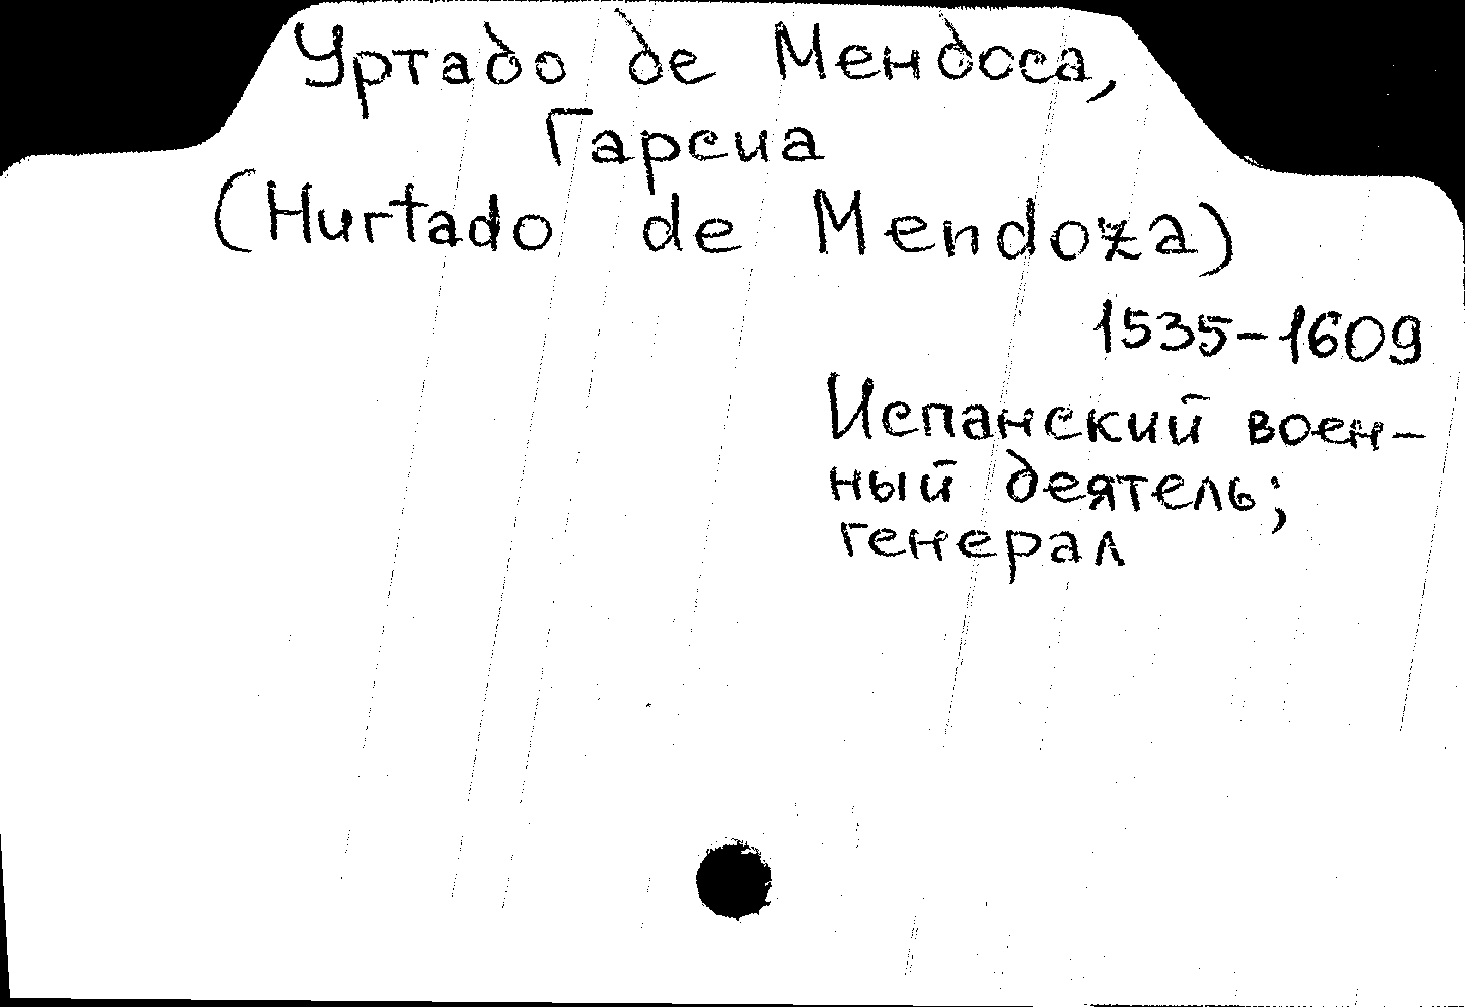 Уртадо де Мендоса,
Гарсиа
(Hurtado de Mendoza)
1535-1609
Испанский воен-
ный деятель;
генерал